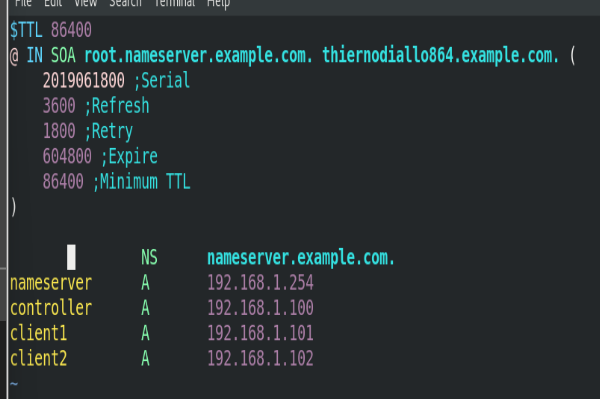 File Edit View Search Terminal Help
$TTL 86400
@ IN SOA root.nameserver.example.com. thiernodiallo864.example.com. (
2019061800 ;Serial
3600 ;Refresh
1800 ;Retry
604800 ;Expire
86400 ;Minimum TTL
)
NS nameserver.example.com.
nameserver A 192.168.1.254
controller A 192.168.1.100
client1 A 192.168.1.101
client2 A 192.168.1.102
~